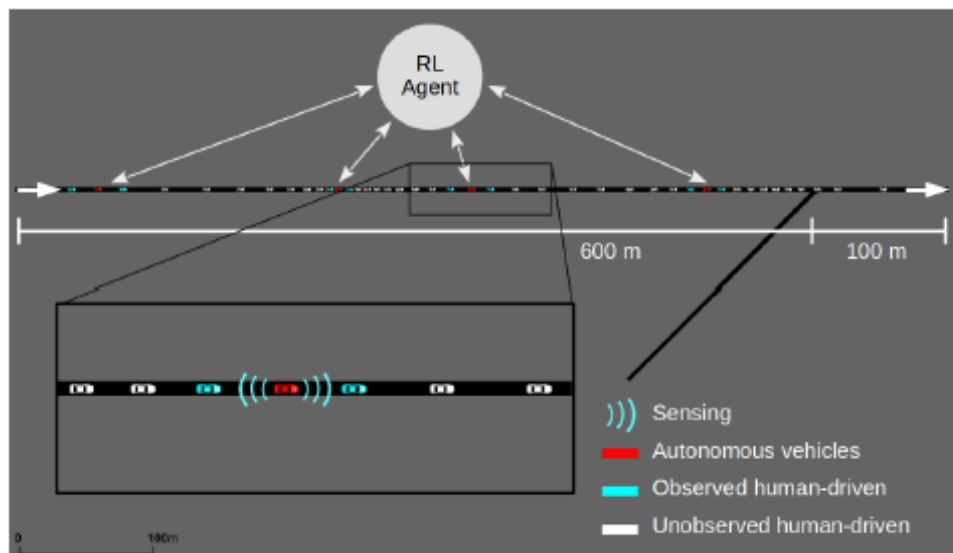 RL
Agent
600 m
100 m
Sensing
Autonomous vehicles
Observed human-driven
Unobserved human-driven
0
100m